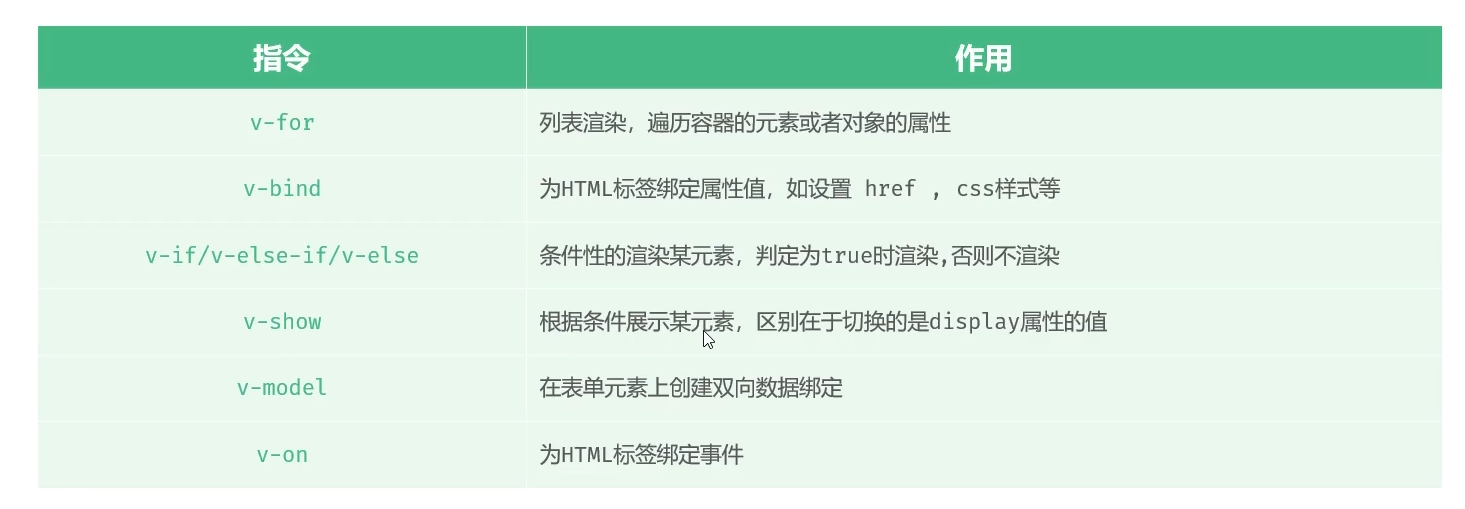 指令 作用
v-for 列表渲染，遍历容器的元素或者对象的属性
v-bind 为HTML标签绑定属性值，如设置 href , css样式等
v-if/v-else-if/v-else 条件性的渲染某元素，判定为true时渲染,否则不渲染
v-show 根据条件展示某元素，区别在于切换的是display属性的值
v-model 在表单元素上创建双向数据绑定
v-on 为HTML标签绑定事件